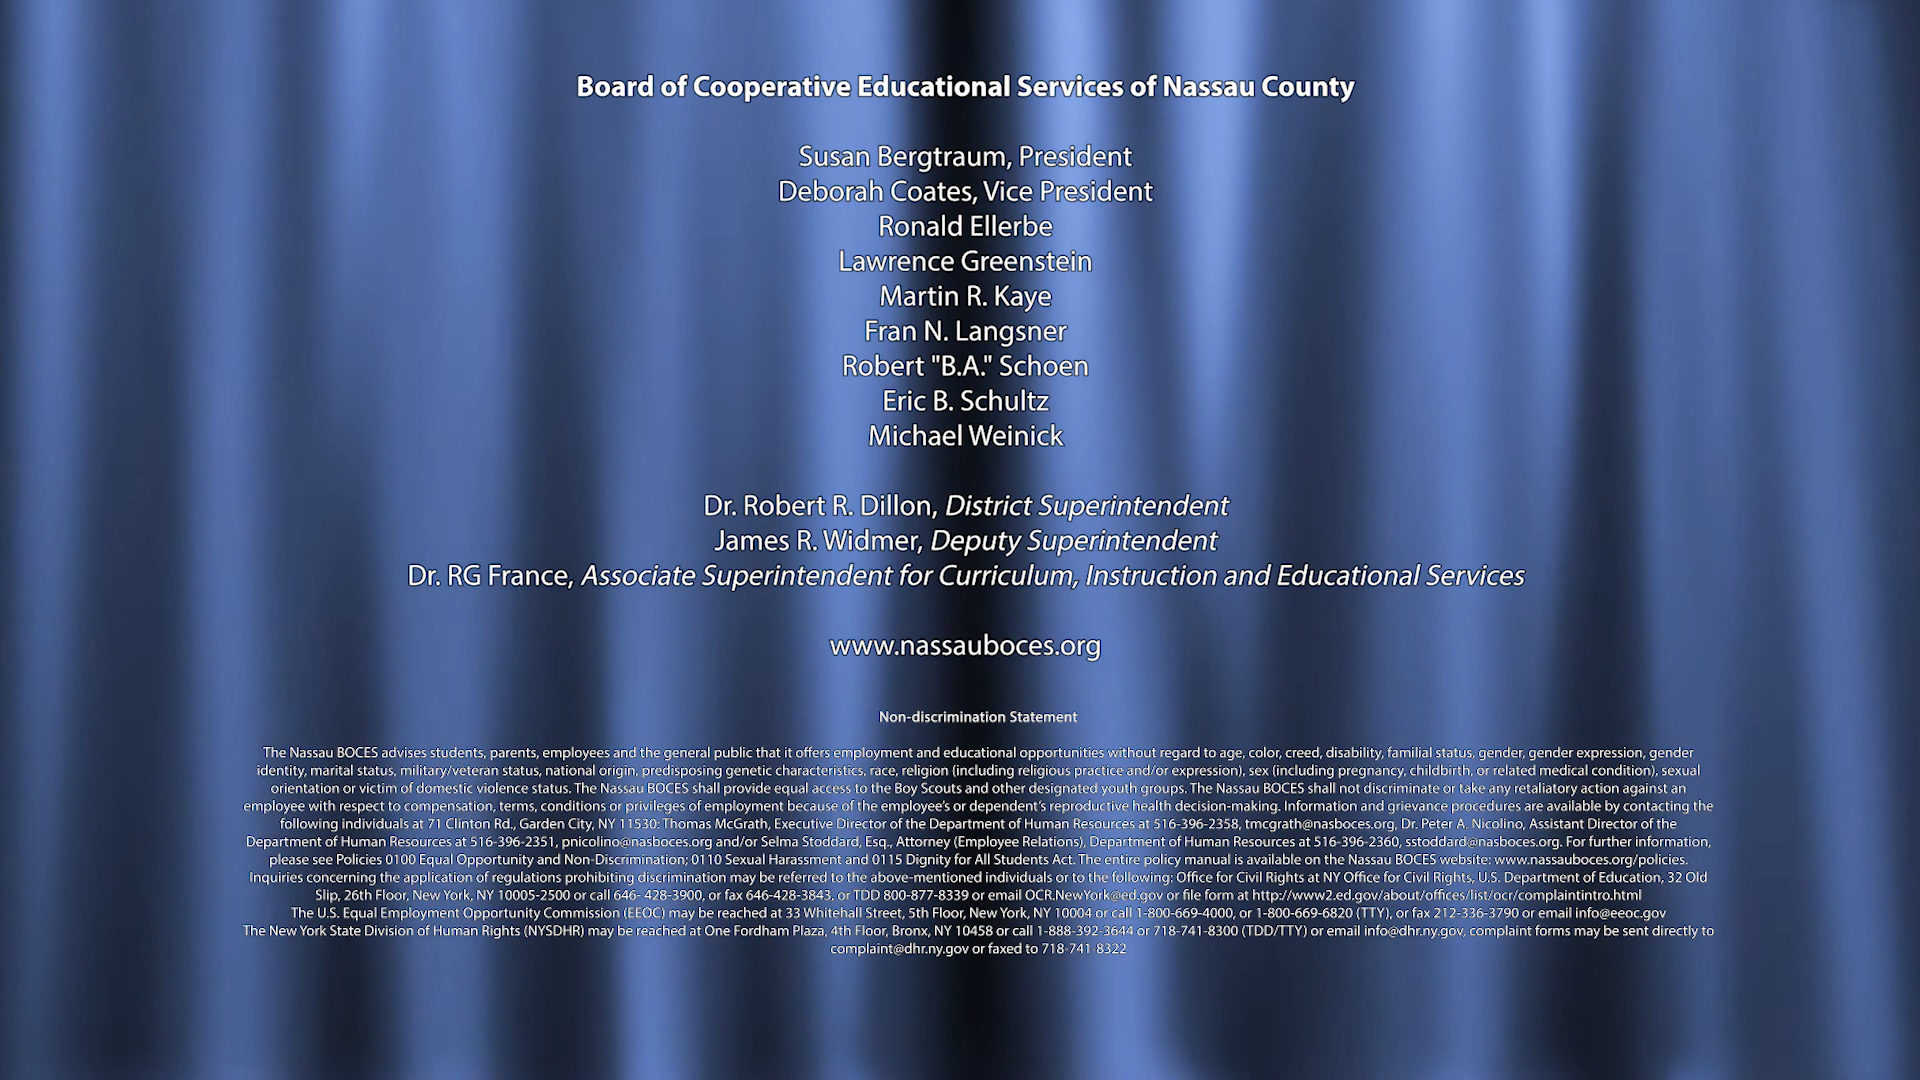 Board of Cooperative Educational Services of Nassau County
Susan Bergtraum, President
Deborah Coates, Vice President
Ronald Ellerbe
Lawrence Greenstein
Martin R. Kaye
Fran N. Langsner
Robert "B.A." Schoen
Eric B. Schultz
Michael Weinick
Dr. Robert R. Dillon, District Superintendent
James R. Widmer, Deputy Superintendent
Dr. RG France, Associate Superintendent for Curriculum, Instruction and Educational Services
www.nassauboces.org
Non-discrimination Statement
The Nassau BOCES advises students, parents, employees and the general public that it offers employment and educational opportunities without regard to age, color, creed, disability, familial status, gender, gender expression, gender
identity, marital status, military/veteran status, national origin, predisposing genetic characteristics, race, religion (including religious practice and/or expression), sex (including pregnancy, childbirth, or related medical condition), sexual
orientation or victim of domestic violence status. The Nassau BOCES shall provide equal access to the Boy Scouts and other designated youth groups. The Nassau BOCES shall not discriminate or take any retaliatory action against an
employee with respect to compensation, terms, conditions or privileges of employment because of the employee's or dependent's reproductive health decision-making. Information and grievance procedures are available by contacting the
following individuals at 71 Clinton Rd., Garden City, NY 11530: Thomas McGrath, Executive Director of the Department of Human Resources at 516-396-2358, tmcgrath@nasboces.org, Dr. Peter A. Nicolino, Assistant Director of the
Department of Human Resources at 516-396-2351, pnicolino@nasboces.org and/or Selma Stoddard, Esq., Attorney (Employee Relations), Department of Human Resources at 516-396-2360, sstoddard@nasboces.org. For further information,
please see Policies 0100 Equal Opportunity and Non-Discrimination; 0110 Sexual Harassment and 0115 Dignity for All Students Act. The entire policy manual is available on the Nassau BOCES website: www.nassauboces.org/policies.
Inquiries concerning the application of regulations prohibiting discrimination may be referred to the above-mentioned individuals or to the following: Office for Civil Rights at NY Office for Civil Rights, U.S. Department of Education, 32 Old
Slip, 26th Floor, New York, NY 10005-2500 or call 646- 428-3900, or fax 646-428-3843, or TDD 800-877-8339 or email OCR.NewYork@ed.gov or file form at http://www2.ed.gov/about/offices/list/ocr/complaintintro.html
The U.S. Equal Employment Opportunity Commission (EEOC) may be reached at 33 Whitehall Street, 5th Floor, New York, NY 10004 or call 1-800-669-4000, or 1-800-669-6820 (TTY), or fax 212-336-3790 or email info@eeoc.gov
The New York State Division of Human Rights (NYSDHR) may be reached at One Fordham Plaza, 4th Floor, Bronx, NY 10458 or call 1-888-392-3644 or 718-741-8300 (TDD/TTY) or email info@dhr.ny.gov, complaint forms may be sent directly to
complaint@dhr.ny.gov or faxed to 718-741-8322